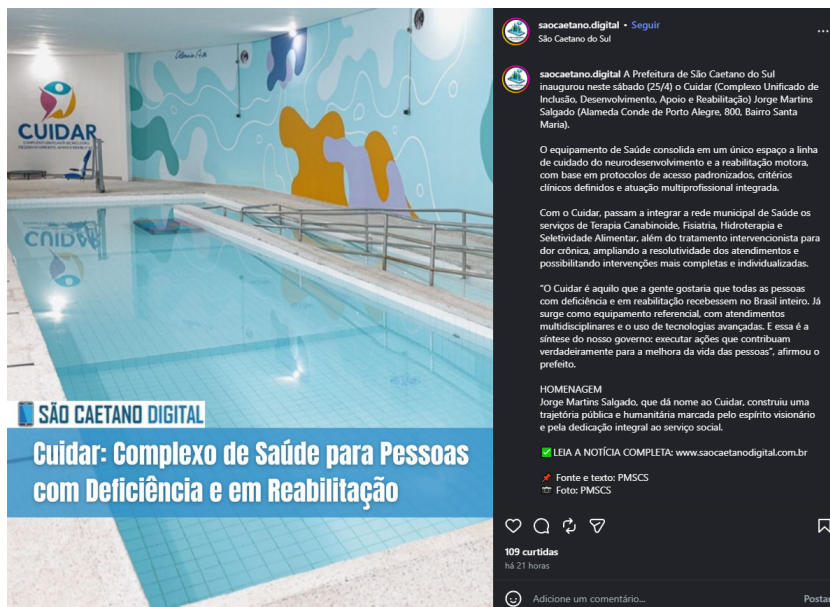 CUIDAR
CUIDAR
SÃO CAETANO DIGITAL
Cuidar: Complexo de Saúde para Pessoas
com Deficiência e em Reabilitação
saocaetano.digital • Seguir
São Caetano do Sul
saocaetano.digital A Prefeitura de São Caetano do Sul
inaugurou neste sábado (25/4) o Cuidar (Complexo Unificado de
Inclusão, Desenvolvimento, Apoio e Reabilitação) Jorge Martins
Salgado (Alameda Conde de Porto Alegre, 800, Bairro Santa
Maria).
O equipamento de Saúde consolida em um único espaço a linha
de cuidado do neurodesenvolvimento e a reabilitação motora,
com base em protocolos de acesso padronizados, critérios
clínicos definidos e atuação multiprofissional integrada.
Com o Cuidar, passam a integrar a rede municipal de Saúde os
serviços de Terapia Canabinoide, Fisiatria, Hidroterapia e
Seletividade Alimentar, além do tratamento intervencionista para
dor crônica, ampliando a resolutividade dos atendimentos e
possibilitando intervenções mais completas e individualizadas.
“O Cuidar é aquilo que a gente gostaria que todas as pessoas
com deficiência e em reabilitação recebessem no Brasil inteiro. Já
surge como equipamento referencial, com atendimentos
multidisciplinares e o uso de tecnologias avançadas. E essa é a
síntese do nosso governo: executar ações que contribuam
verdadeiramente para a melhora da vida das pessoas”, afirmou o
prefeito.
HOMENAGEM
Jorge Martins Salgado, que dá nome ao Cuidar, construiu uma
trajetória pública e humanitária marcada pelo espírito visionário
e pela dedicação integral ao serviço social.
✅ LEIA A NOTÍCIA COMPLETA: www.saocaetanodigital.com.br
📌 Fonte e texto: PMSCS
📷 Foto: PMSCS
109 curtidas
há 21 horas
Adicione um comentário...
Postar